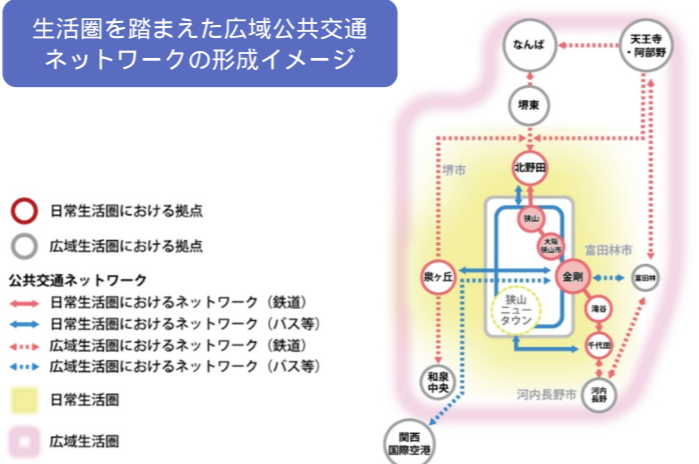 生活圏を踏まえた広域公共交通
ネットワークの形成イメージ
なんば
天王寺
・阿部野
堺東
堺市
北野田
狭山
大阪
狭山市
富田林市
泉ヶ丘
金剛
富田林
狭山
ニュー
タウン
滝谷
千代田
和泉
中央
河内長野市
河内
長野
関西
国際空港
日常生活圏における拠点
広域生活圏における拠点
公共交通ネットワーク
日常生活圏におけるネットワーク（鉄道）
日常生活圏におけるネットワーク（バス等）
広域生活圏におけるネットワーク（鉄道）
広域生活圏におけるネットワーク（バス等）
日常生活圏
広域生活圏